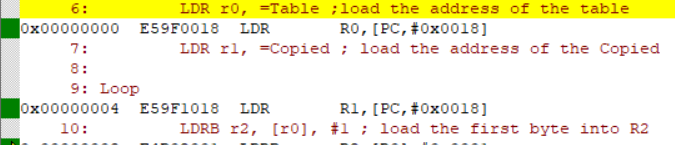 6: LDR r0, =Table ;load the address of the table
0x00000000 E59F0018 LDR R0,[PC,#0x0018]
7: LDR r1, =Copied ; load the address of the Copied
8:
9: Loop
0x00000004 E59F1018 LDR R1,[PC,#0x0018]
10: LDRB r2, [r0], #1 ; load the first byte into R2